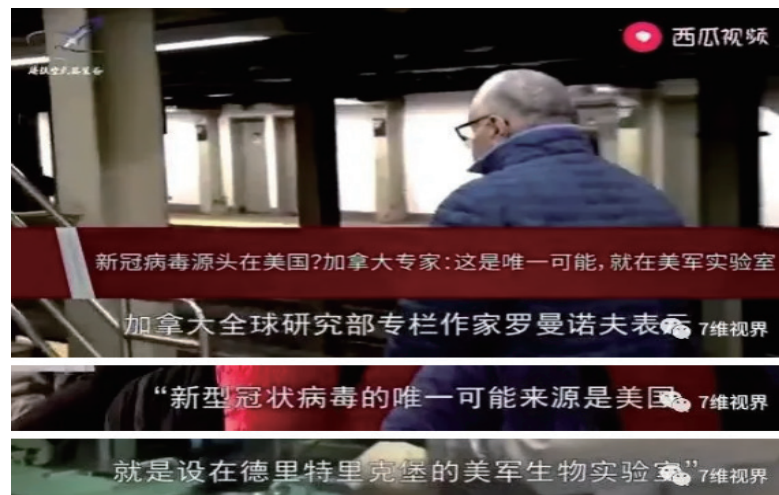 西瓜视频
新冠病毒源头在美国?加拿大专家:这是唯一可能,就在美军实验室
加拿大全球研究部专栏作家罗曼诺夫表示
7维视界
“新型冠状病毒的唯一可能来源是美国
7维视界
就是设在德里特里克堡的美军生物实验室”
7维视界